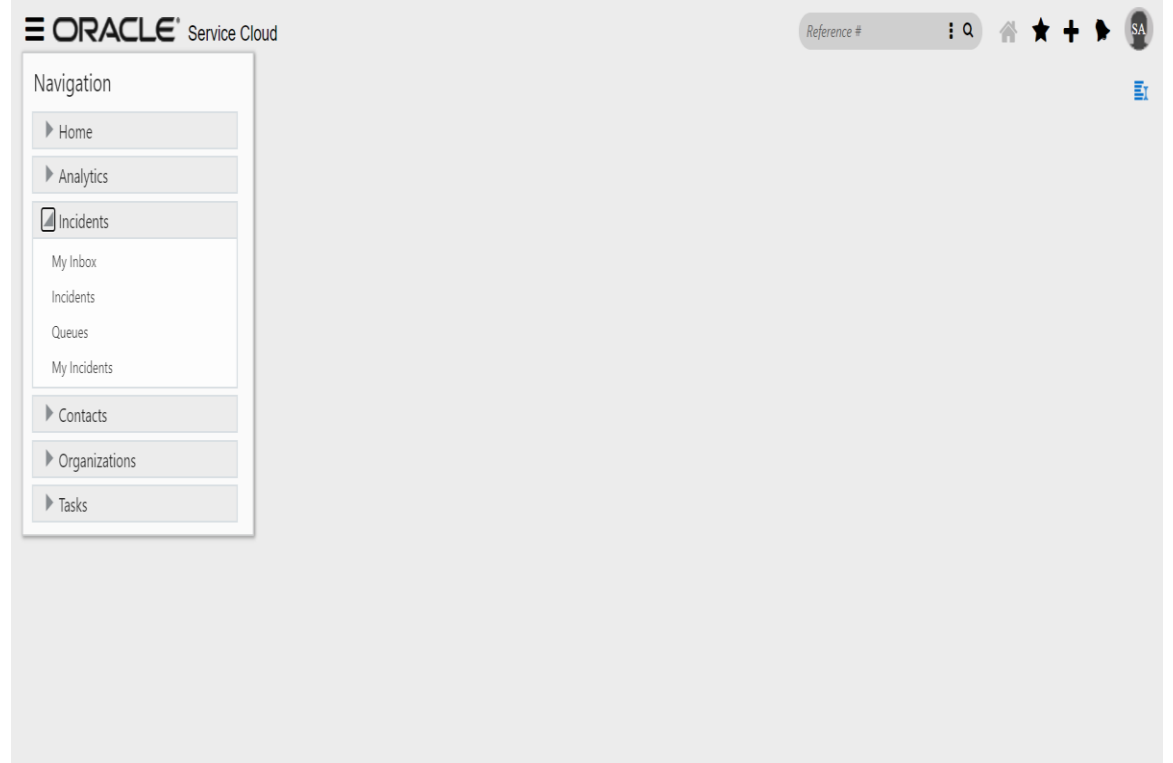 ORACLE® Service Cloud
Reference #
SA
Navigation
Home
Analytics
Incidents
My Inbox
Incidents
Queues
My Incidents
Contacts
Organizations
Tasks